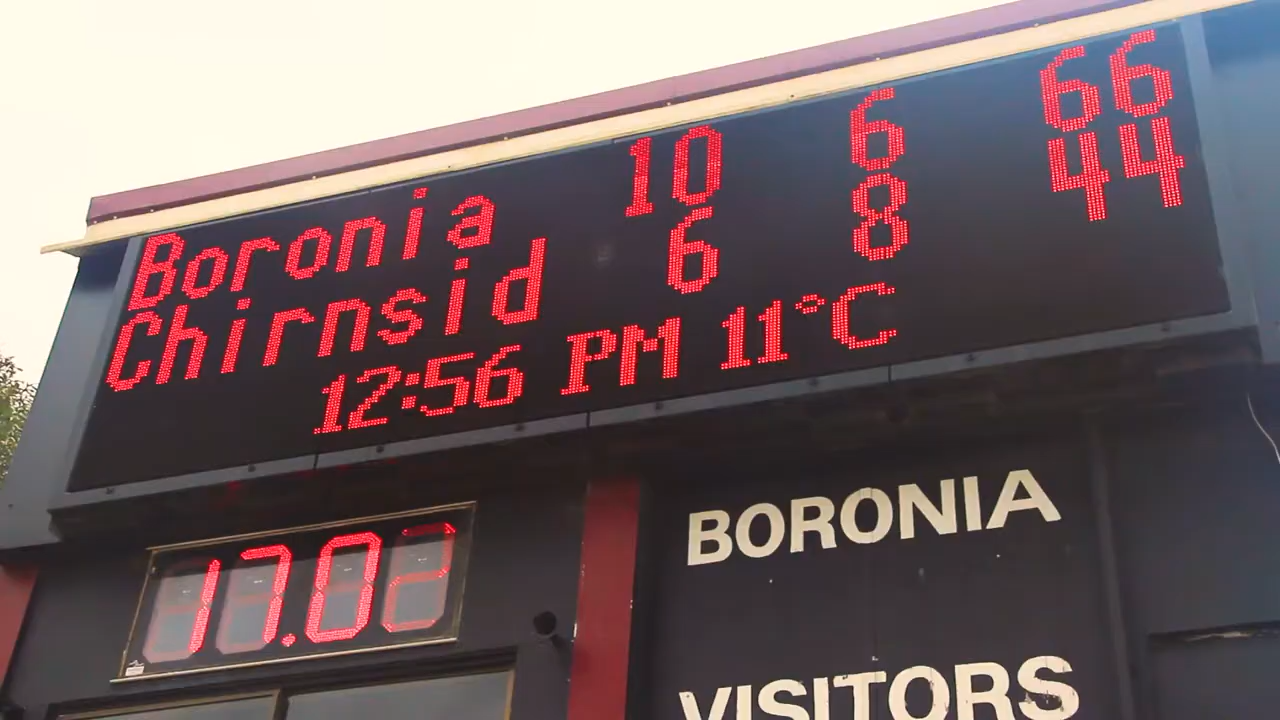 Boronia 10 6 66
Chirnsid 6 8 44
12:56 PM 11°C
17.02
BORONIA
VISITORS